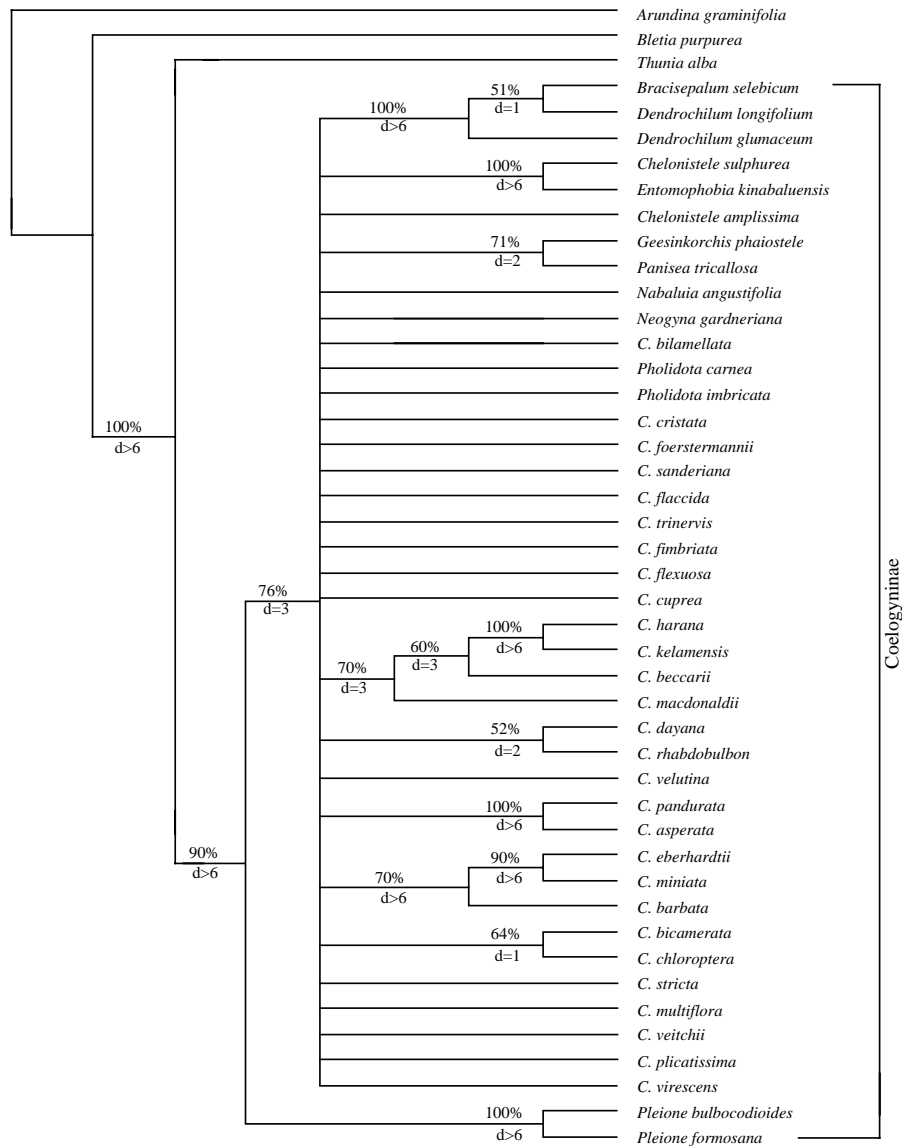 Arundina graminifolia
Bletia purpurea
Thunia alba
51%
Bracisepalum selebicum
100%
d=1
Dendrochilum longifolium
d>6
Dendrochilum glumaceum
100%
Chelonistele sulphurea
d>6
Entomophobia kinabaluensis
Chelonistele amplissima
71%
Geesinkorchis phaiostele
d=2
Panisea tricallosa
Nabaluia angustifolia
Neogyna gardneriana
C. bilamellata
Pholidota carnea
Pholidota imbricata
100%
C. cristata
d>6
C. foerstermannii
C. sanderiana
C. flaccida
C. trinervis
C. fimbriata
C. flexuosa
76%
C. cuprea
d=3
100%
C. harana
60%
d>6
C. kelamensis
70%
d=3
C. beccarii
d=3
C. macdonaldii
52%
C. dayana
d=2
C. rhabdobulbon
C. velutina
100%
C. pandurata
d>6
C. asperata
90%
d>6
90%
C. eberhardtii
70%
d>6
C. miniata
d>6
C. barbata
64%
C. bicamerata
d=1
C. chloroptera
C. stricta
C. multiflora
C. veitchii
C. plicatissima
C. virescens
100%
Pleione bulbocodioides
d>6
Pleione formosana
Coelogyninae